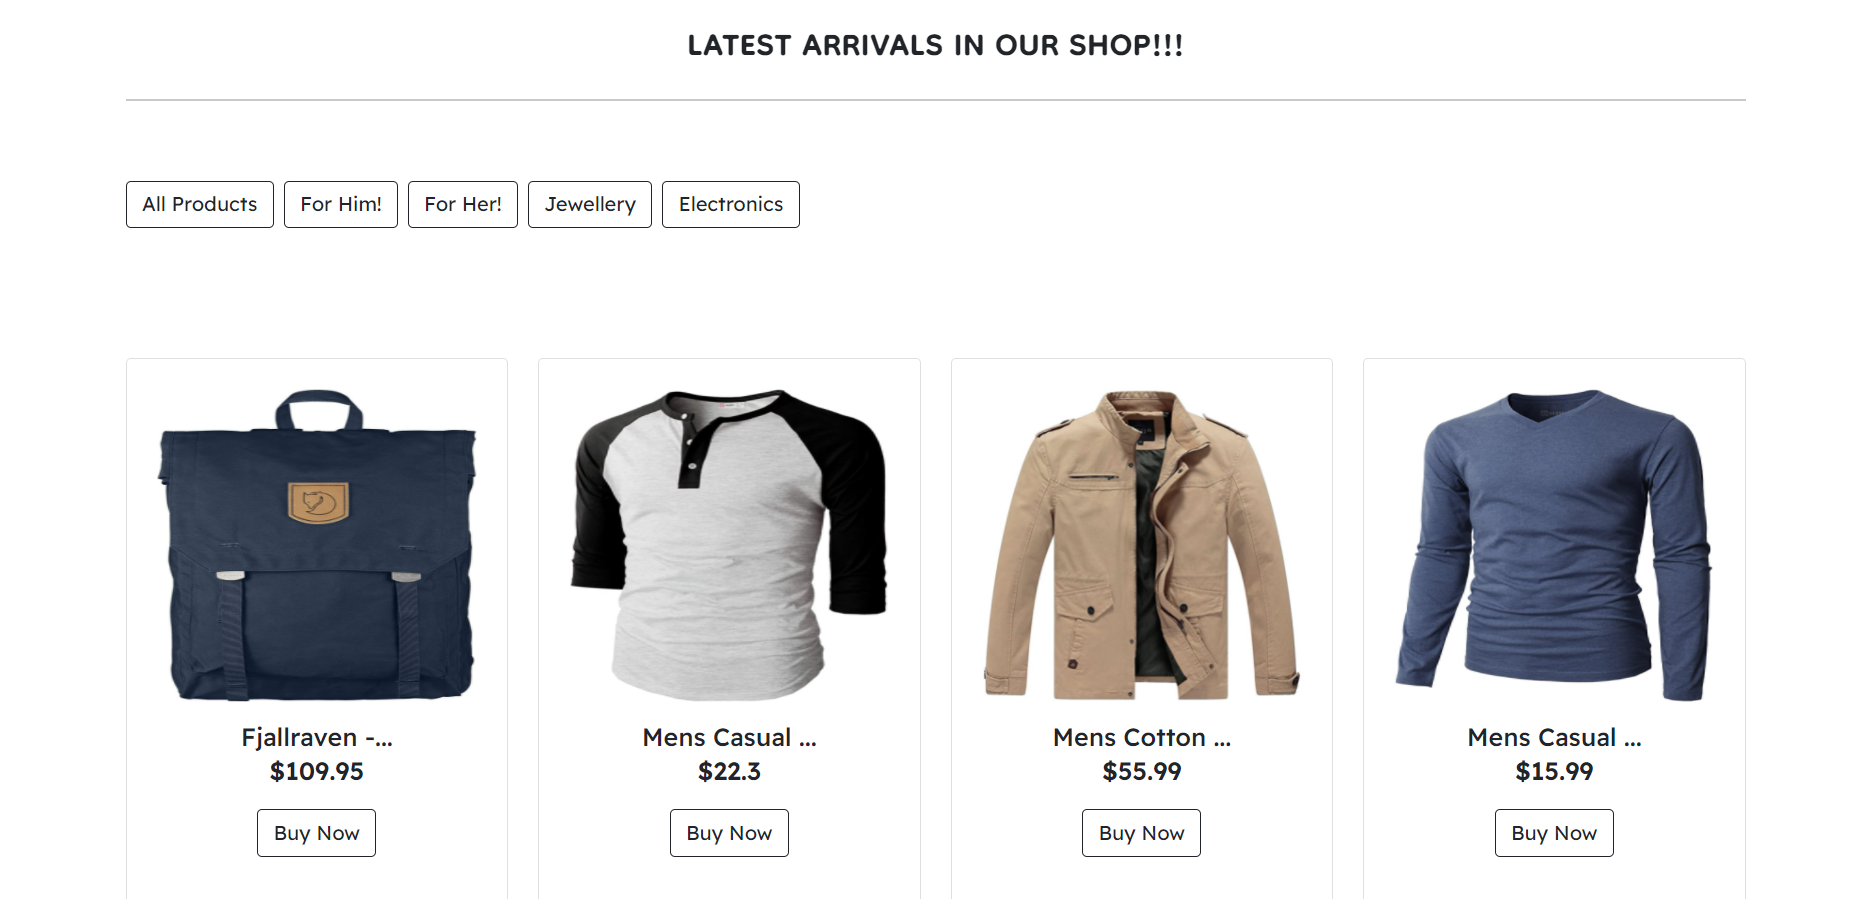 LATEST ARRIVALS IN OUR SHOP!!!
All Products For Him! For Her! Jewellery Electronics
Fjallraven -...
$109.95
Buy Now
Mens Casual ...
$22.3
Buy Now
Mens Cotton ...
$55.99
Buy Now
Mens Casual ...
$15.99
Buy Now